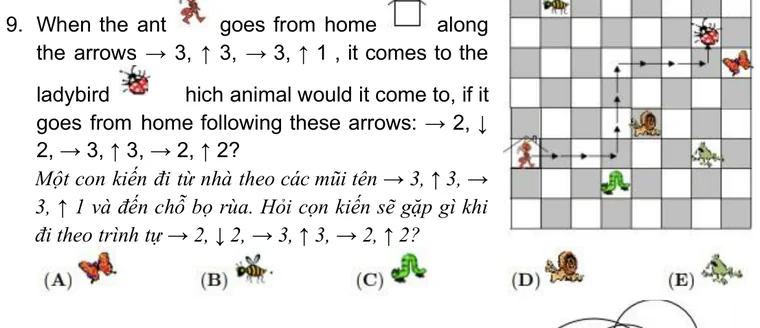 9. When the ant goes from home along
the arrows → 3, ↑ 3, → 3, ↑ 1 , it comes to the
ladybird hich animal would it come to, if it
goes from home following these arrows: → 2, ↓
2, → 3, ↑ 3, → 2, ↑ 2?
Một con kiến đi từ nhà theo các mũi tên → 3, ↑ 3, →
3, ↑ 1 và đến chỗ bọ rùa. Hỏi cọn kiến sẽ gặp gì khi
đi theo trình tự → 2, ↓ 2, → 3, ↑ 3, → 2, ↑ 2?
(A) (B) (C) (D) (E)